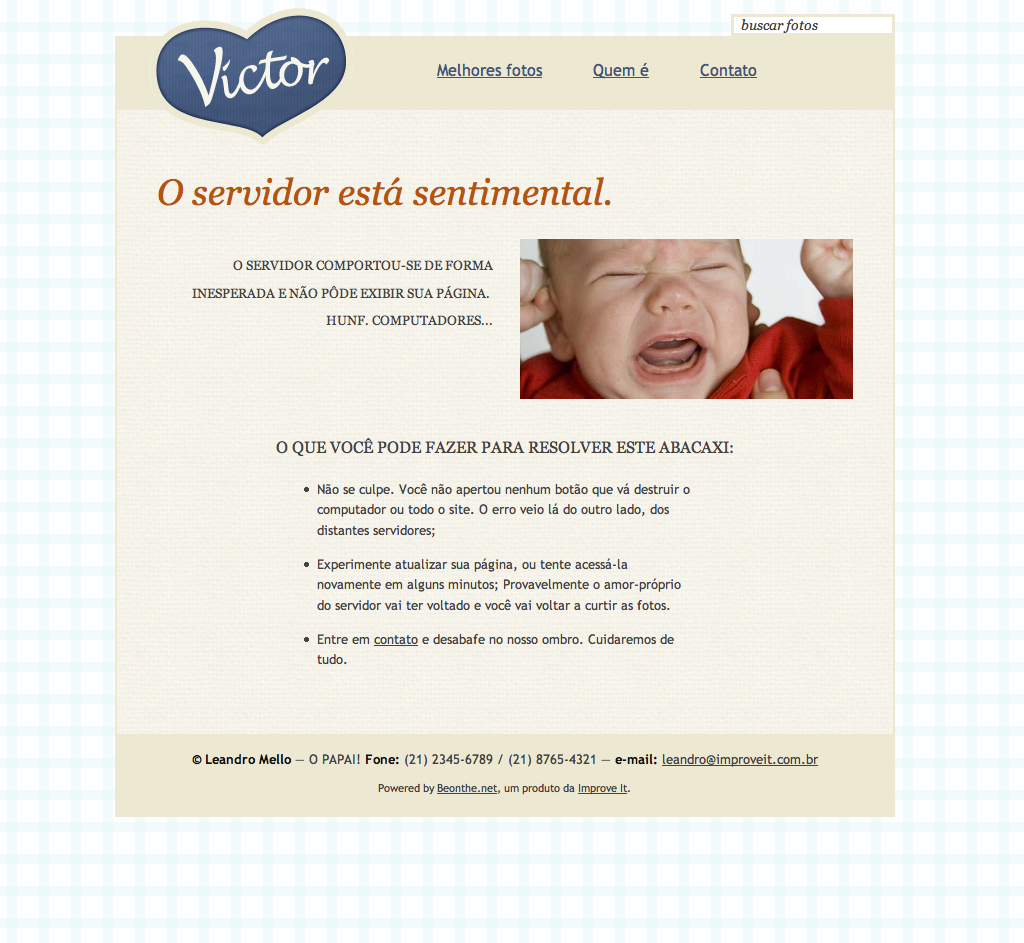 buscar fotos
Victor
Melhores fotos Quem é Contato
O servidor está sentimental.
O SERVIDOR COMPORTOU-SE DE FORMA
INESPERADA E NÃO PÔDE EXIBIR SUA PÁGINA.
HUNF. COMPUTADORES...
O QUE VOCÊ PODE FAZER PARA RESOLVER ESTE ABACAXI:
• Não se culpe. Você não apertou nenhum botão que vá destruir o
computador ou todo o site. O erro veio lá do outro lado, dos
distantes servidores;
• Experimente atualizar sua página, ou tente acessá-la
novamente em alguns minutos; Provavelmente o amor-próprio
do servidor vai ter voltado e você vai voltar a curtir as fotos.
• Entre em contato e desabafe no nosso ombro. Cuidaremos de
tudo.
© Leandro Mello — O PAPAI! Fone: (21) 2345-6789 / (21) 8765-4321 — e-mail: leandro@improveit.com.br
Powered by Beonthe.net, um produto da Improve It.